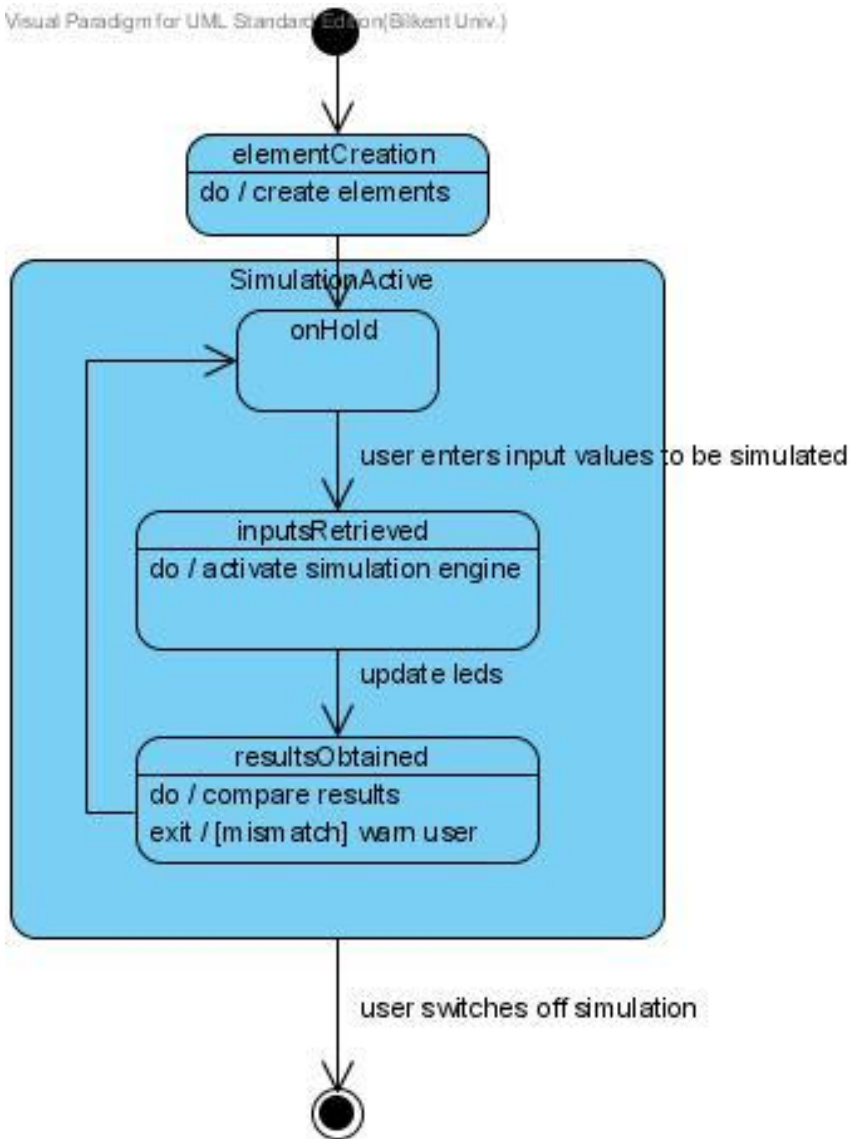 Visual Paradigm for UML Standard Edition(Bilkent Univ.)
elementCreation
do / create elements
SimulationActive
onHold
user enters input values to be simulated
inputsRetrieved
do / activate simulation engine
update leds
resultsObtained
do / compare results
exit / [mismatch] warn user
user switches off simulation